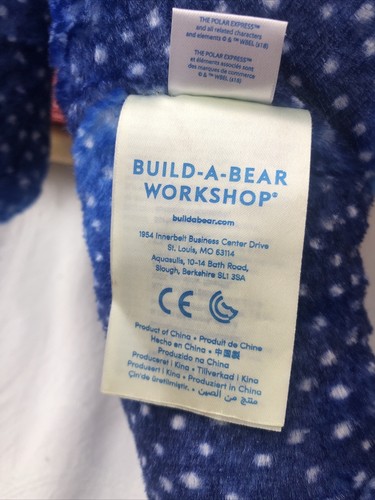 THE POLAR EXPRESS™
and all related characters
and elements © & ™ WBEI. (s18)
THE POLAR EXPRESS™
et éléments associés sont
des marques de commerce
© & ™ WBEI. (s18)
BUILD-A-BEAR
WORKSHOP®
buildabear.com
1954 Innerbelt Business Center Drive
St. Louis, MO 63114
Aquasulis, 10-14 Bath Road,
Slough, Berkshire SL1 3SA
CE
Product of China • Produit de Chine
Hecho en China • 中国製
Produzido na China
Produceret i Kina • Tillverkad i Kina
Produsert i Kina • Produziert in China
Çin'de üretilmiştir. • منتج من الصين